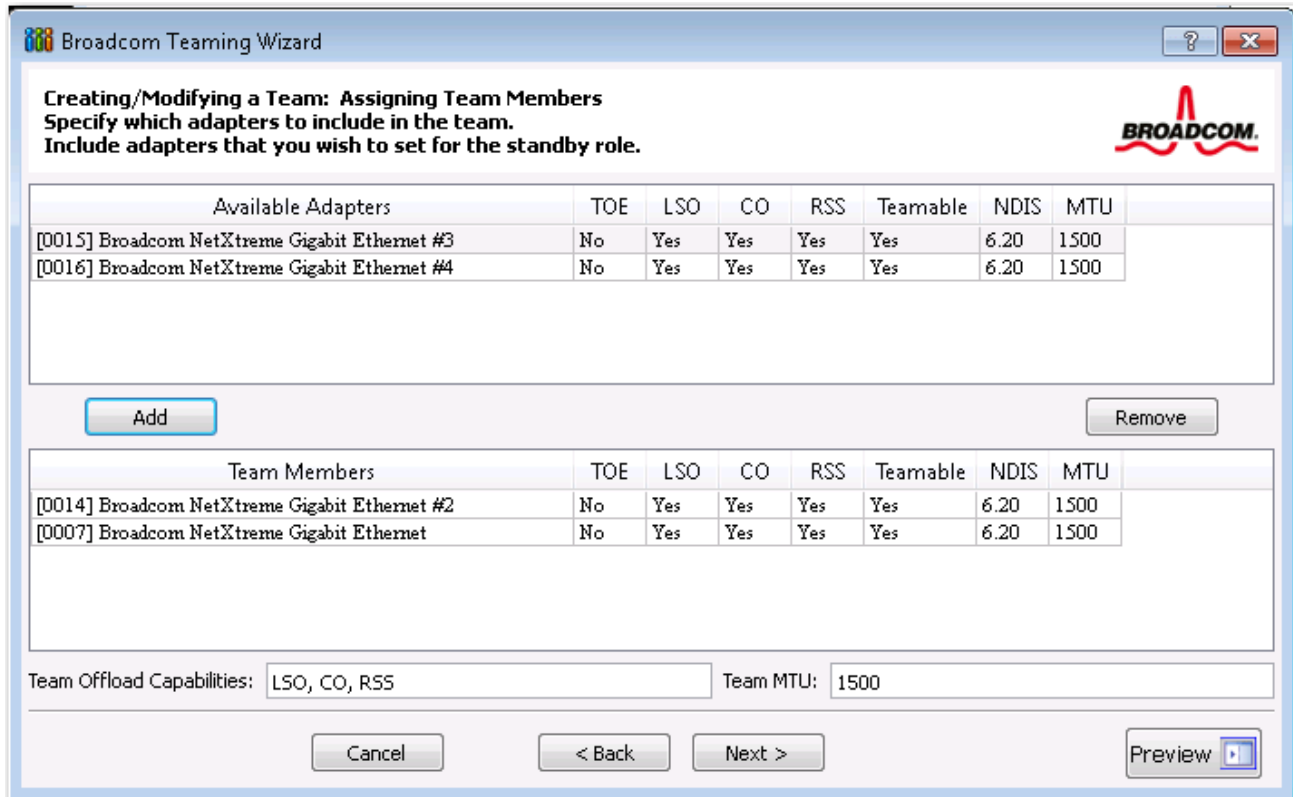 Broadcom Teaming Wizard
Creating/Modifying a Team: Assigning Team Members
Specify which adapters to include in the team.
Include adapters that you wish to set for the standby role.
BROADCOM.
Available Adapters TOE LSO CO RSS Teamable NDIS MTU
[0015] Broadcom NetXtreme Gigabit Ethernet #3 No Yes Yes Yes Yes 6.20 1500
[0016] Broadcom NetXtreme Gigabit Ethernet #4 No Yes Yes Yes Yes 6.20 1500
Add Remove
Team Members TOE LSO CO RSS Teamable NDIS MTU
[0014] Broadcom NetXtreme Gigabit Ethernet #2 No Yes Yes Yes Yes 6.20 1500
[0007] Broadcom NetXtreme Gigabit Ethernet No Yes Yes Yes Yes 6.20 1500
Team Offload Capabilities: LSO, CO, RSS Team MTU: 1500
Cancel < Back Next > Preview